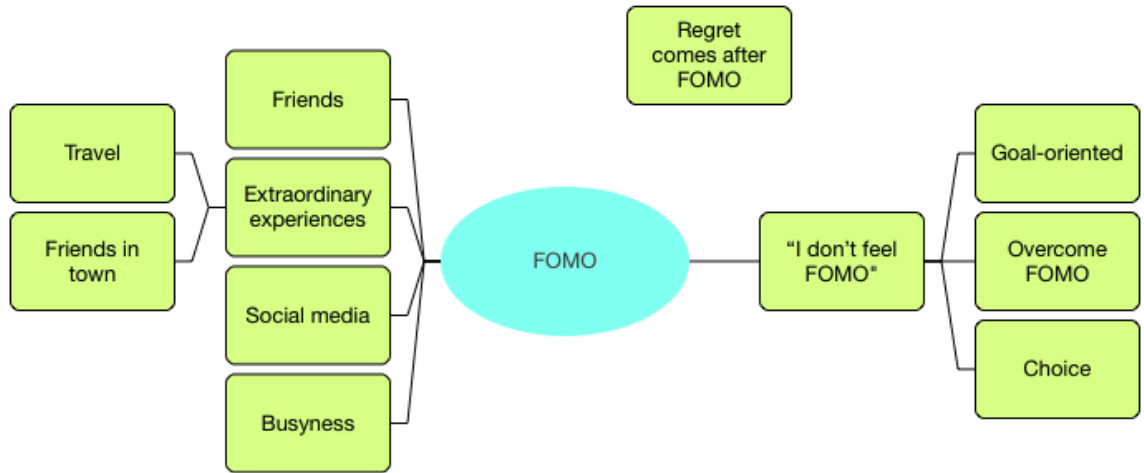 Regret
comes after
FOMO
Friends
Travel
Extraordinary
experiences
Friends in
town
Social media
Busyness
FOMO
“I don’t feel
FOMO"
Goal-oriented
Overcome
FOMO
Choice